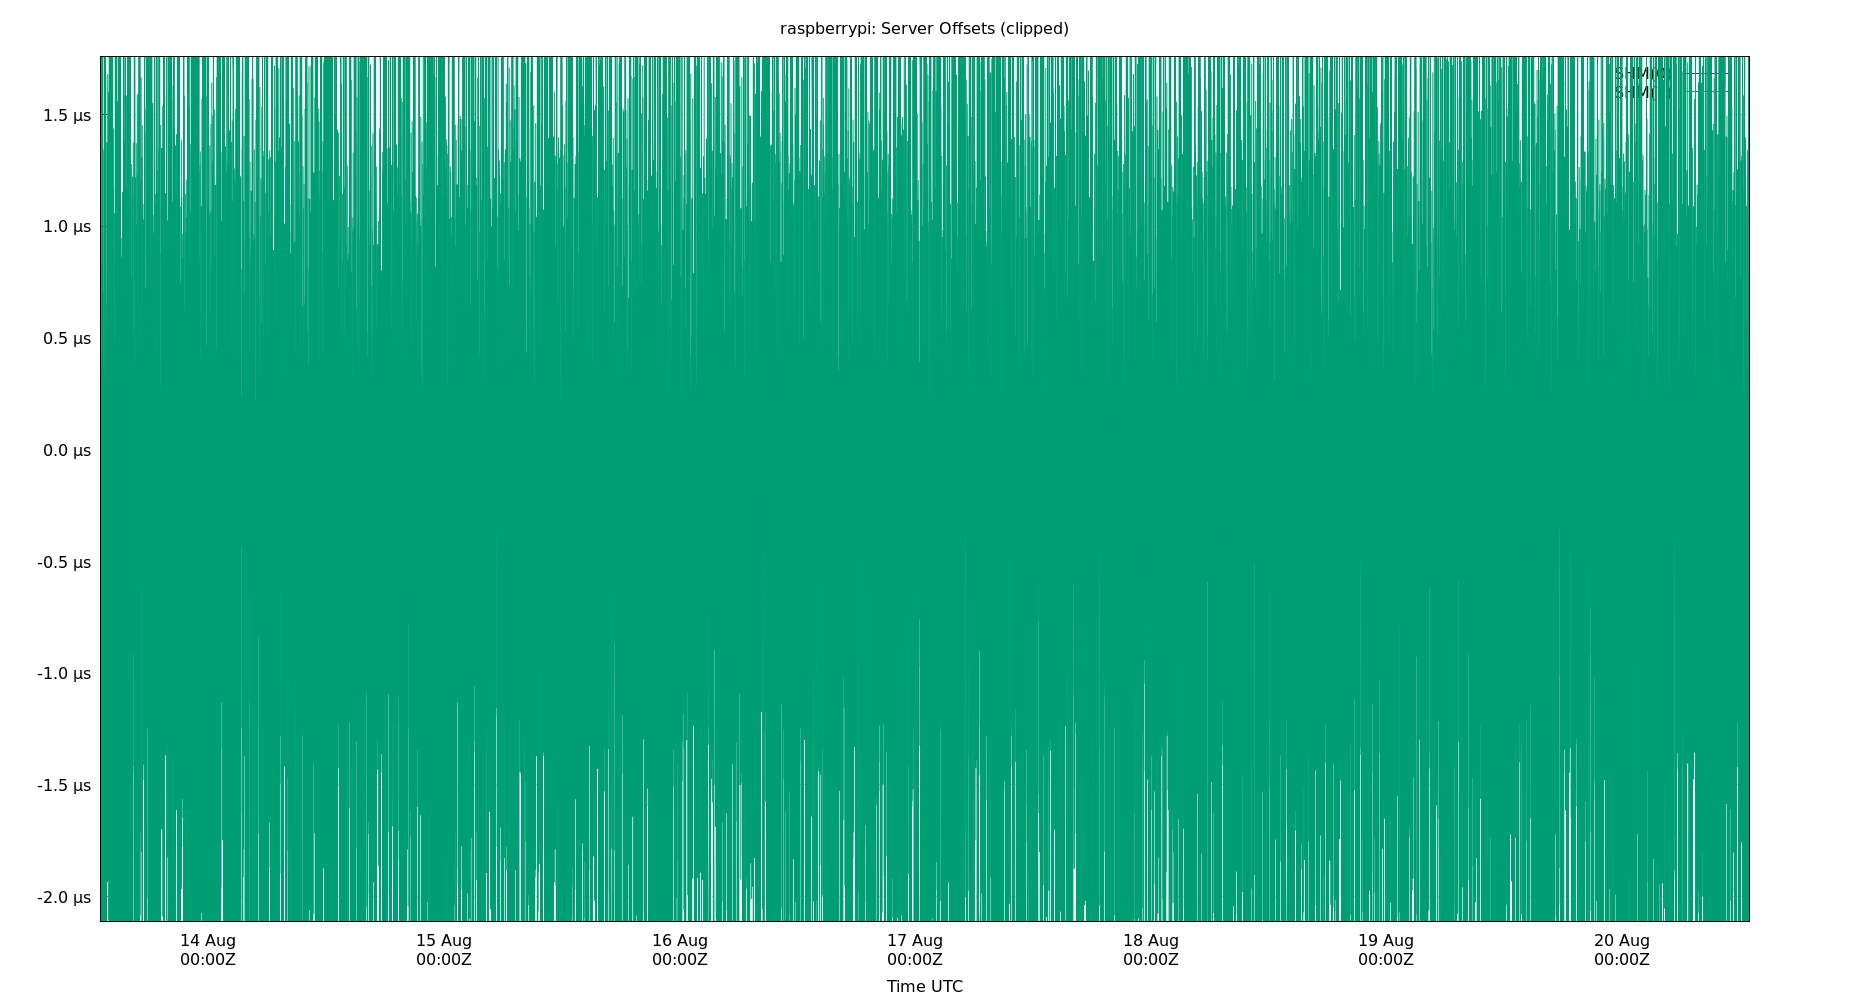 raspberrypi: Server Offsets (clipped)
1.5 µs
1.0 µs
0.5 µs
0.0 µs
-0.5 µs
-1.0 µs
-1.5 µs
-2.0 µs
14 Aug
00:00Z
15 Aug
00:00Z
16 Aug
00:00Z
17 Aug
00:00Z
18 Aug
00:00Z
19 Aug
00:00Z
20 Aug
00:00Z
Time UTC